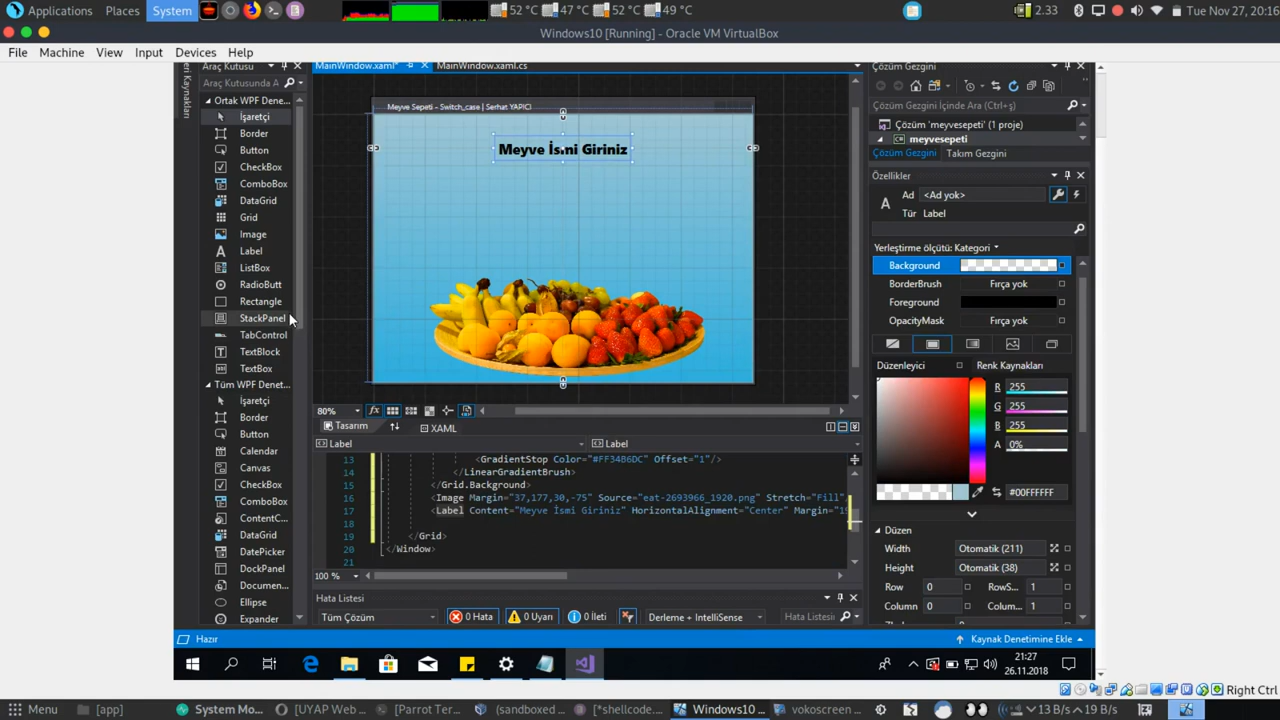 Applications Places System
52 °C 47 °C 52 °C 49 °C
2.33
Tue Nov 27, 20:16
Windows10 [Running] - Oracle VM VirtualBox
File Machine View Input Devices Help
Araç Kutusu
Araç Kutusunda A
Ortak WPF Dene...
İşaretçi
Border
Button
CheckBox
ComboBox
DataGrid
Grid
Image
Label
ListBox
RadioButt
Rectangle
StackPanel
TabControl
TextBlock
TextBox
Tüm WPF Denet...
İşaretçi
Border
Button
Calendar
Canvas
CheckBox
ComboBox
ContentC...
DataGrid
DatePicker
DockPanel
Documen...
Ellipse
Expander
MainWindow.xaml* MainWindow.xaml.cs
Meyve Sepeti - Switch_case | Serhat YAPICI
Meyve İsmi Giriniz
80%
Tasarım XAML
Label Label
13 <GradientStop Color="#FF34B6DC" Offset="1"/>
14 </LinearGradientBrush>
15 </Grid.Background>
16 <Image Margin="37,177,30,-75" Source="eat-2693966_1920.png" Stretch="Fill"
17 <Label Content="Meyve İsmi Giriniz" HorizontalAlignment="Center" Margin="19
18
19 </Grid>
20 </Window>
21
100 %
Hata Listesi
Tüm Çözüm 0 Hata 0 Uyarı 0 İleti Derleme + IntelliSense Hata Listesi
Çözüm Gezgini
Çözüm Gezgini İçinde Ara (Ctrl+ş)
Çözüm 'meyvesepeti' (1 proje)
meyvesepeti
Çözüm Gezgini Takım Gezgini
Özellikler
Ad <Ad yok>
Tür Label
Yerleştirme ölçütü: Kategori
Background
BorderBrush Fırça yok
Foreground
OpacityMask Fırça yok
Düzenleyici Renk Kaynakları
R 255
G 255
B 255
A 0%
#00FFFFFF
Düzen
Width Otomatik (211)
Height Otomatik (38)
Row 0 RowS... 1
Column 0 Colum... 1
Hazır
Kaynak Denetimine Ekle
21:27
26.11.2018
Right Ctrl
Menu [app] System Mo... [UYAP Web ... [Parrot Ter... (sandboxed ... [*shellcode... Windows10 ... vokoscreen ... 13 B/s 19 B/s